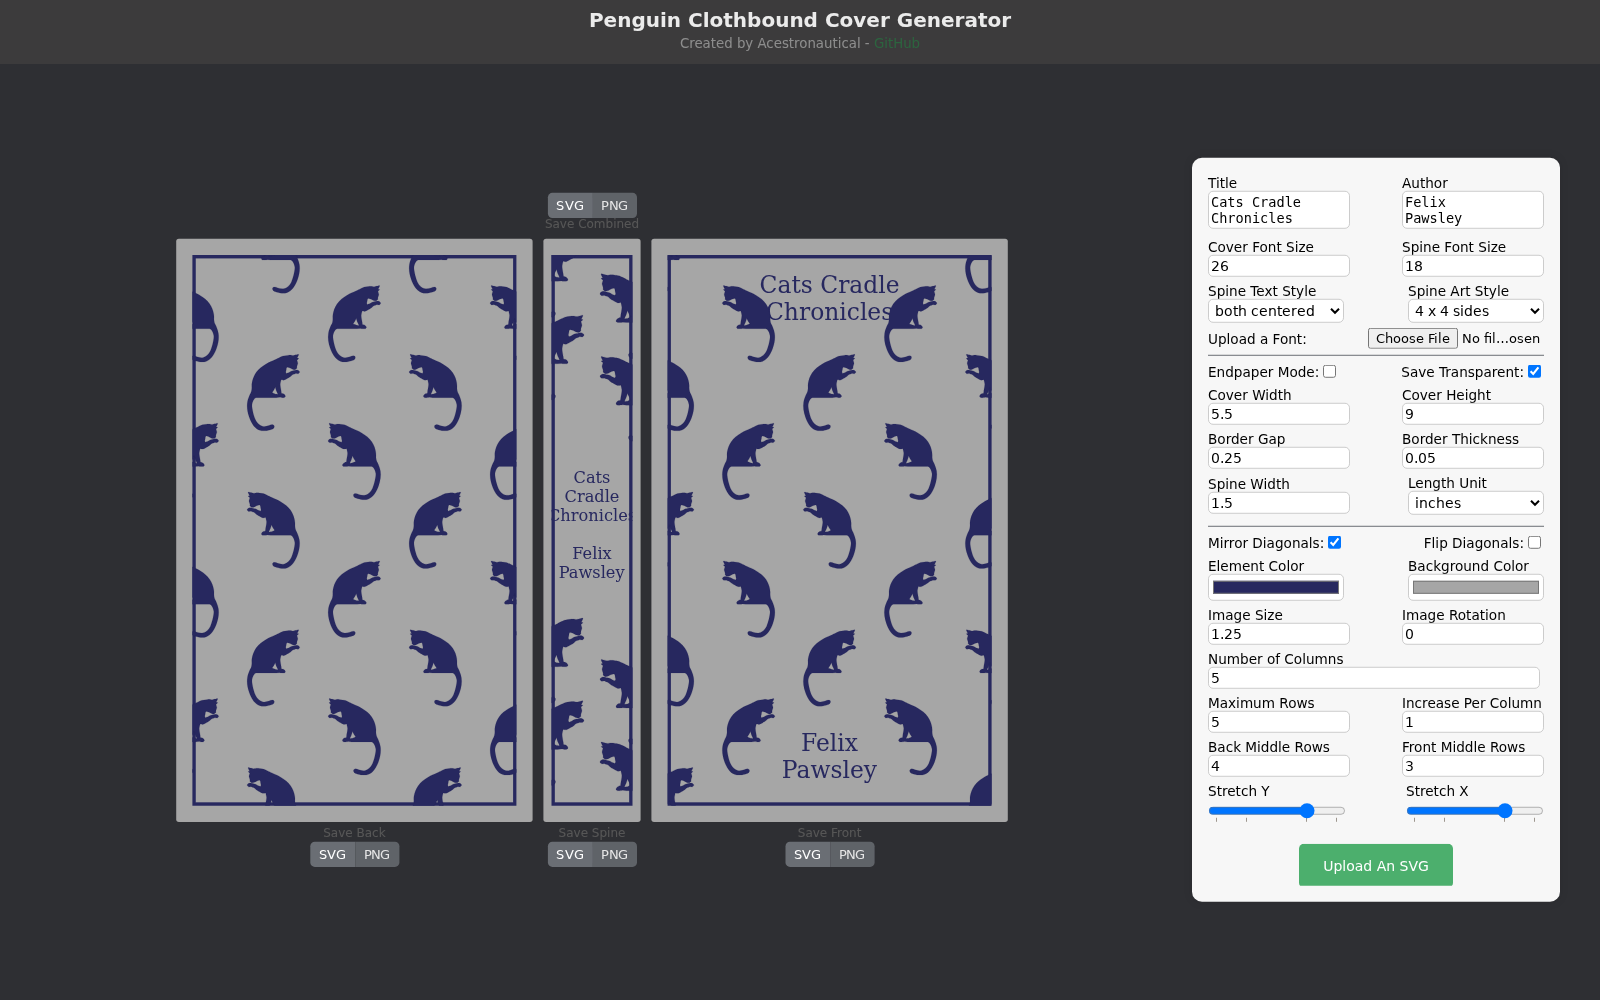 Penguin Clothbound Cover Generator
Created by Acestronautical - GitHub
SVG PNG
Save Combined
Cats Cradle
Chronicles
Felix
Pawsley
Cats
Cradle
Chronicles
Felix
Pawsley
Save Back
SVG PNG
Save Spine
SVG PNG
Save Front
SVG PNG
Title
Cats Cradle
Chronicles
Author
Felix
Pawsley
Cover Font Size
26
Spine Font Size
18
Spine Text Style
both centered
Spine Art Style
4 x 4 sides
Upload a Font:
Choose File No fil...osen
Endpaper Mode:
Save Transparent:
Cover Width
5.5
Cover Height
9
Border Gap
0.25
Border Thickness
0.05
Spine Width
1.5
Length Unit
inches
Mirror Diagonals:
Flip Diagonals:
Element Color
Background Color
Image Size
1.25
Image Rotation
0
Number of Columns
5
Maximum Rows
5
Increase Per Column
1
Back Middle Rows
4
Front Middle Rows
3
Stretch Y
Stretch X
Upload An SVG